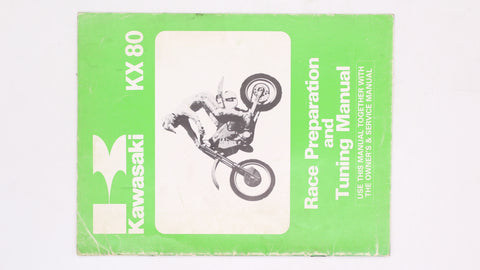 Kawasaki
KX 80
Race Preparation
and
Tuning Manual
USE THIS MANUAL TOGETHER WITH
THE OWNER'S & SERVICE MANUAL